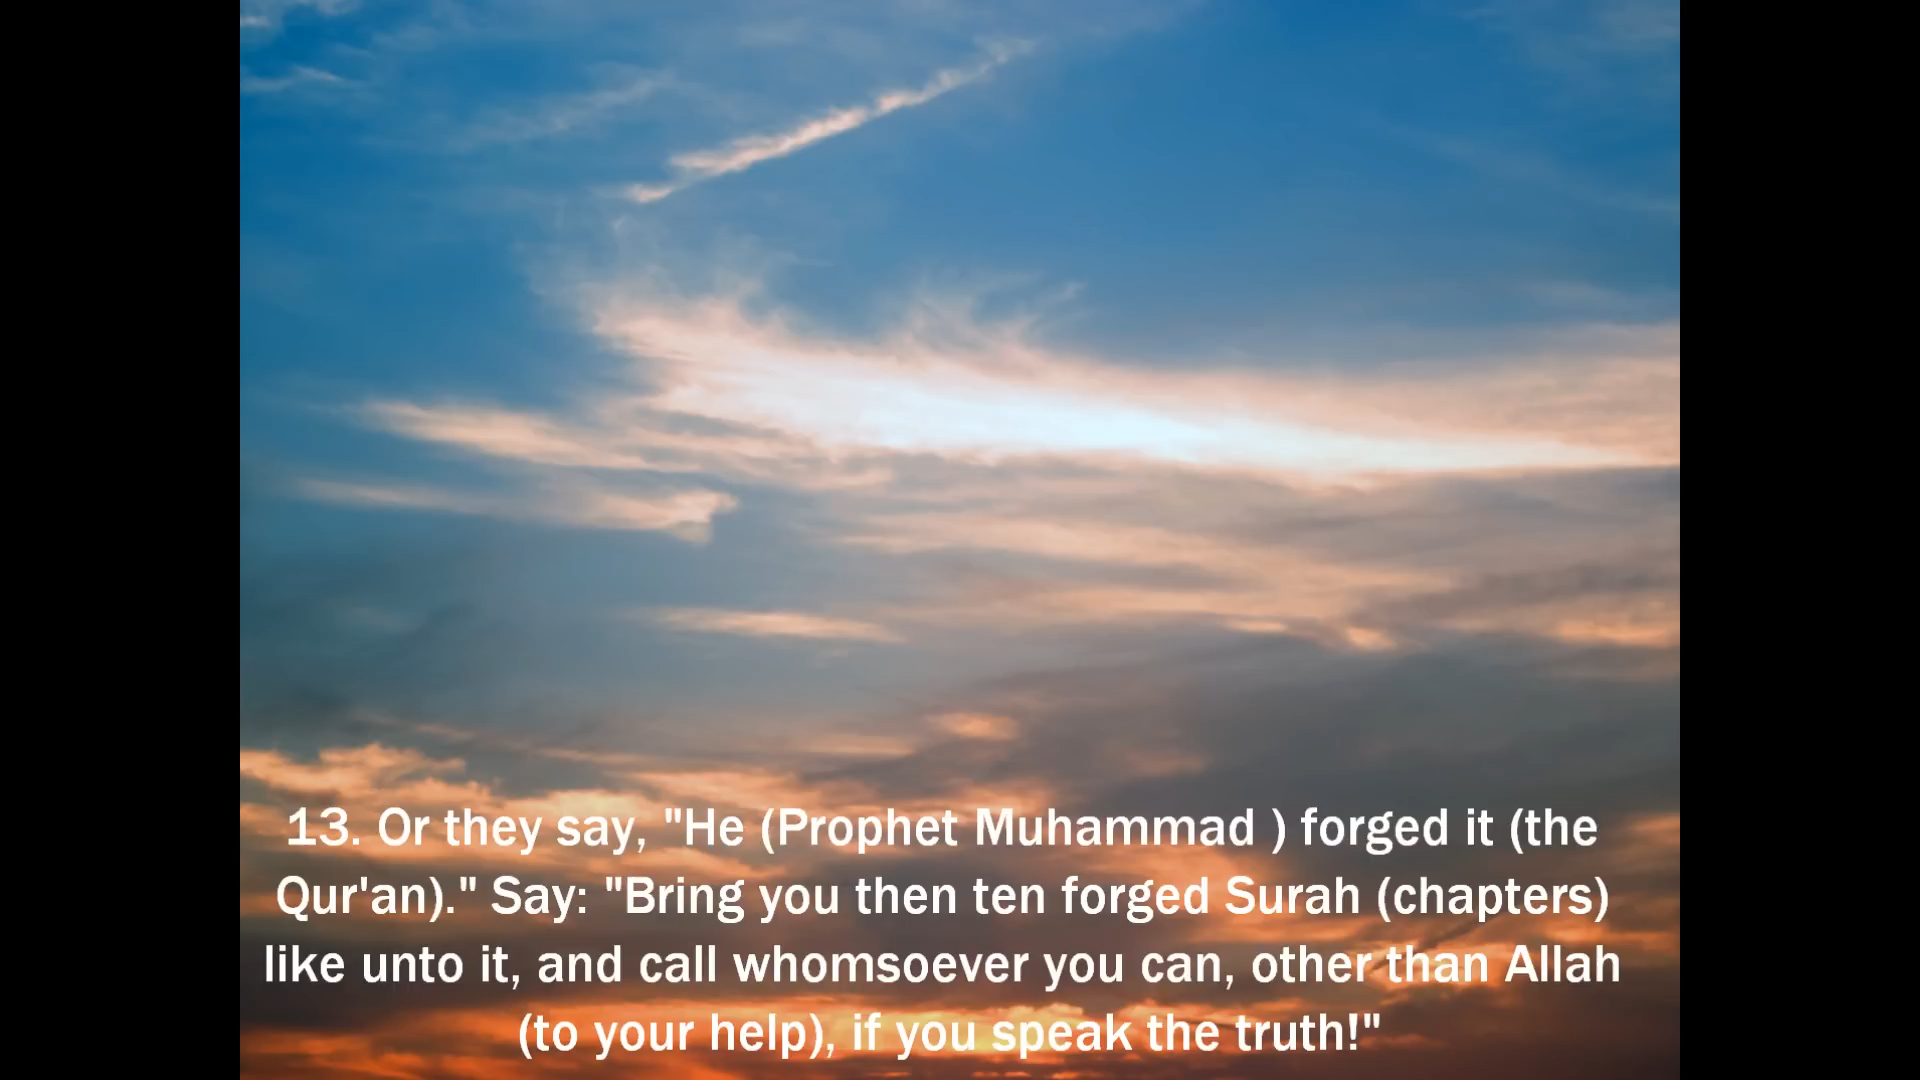 13. Or they say, "He (Prophet Muhammad ) forged it (the
Qur'an)." Say: "Bring you then ten forged Surah (chapters)
like unto it, and call whomsoever you can, other than Allah
(to your help), if you speak the truth!"